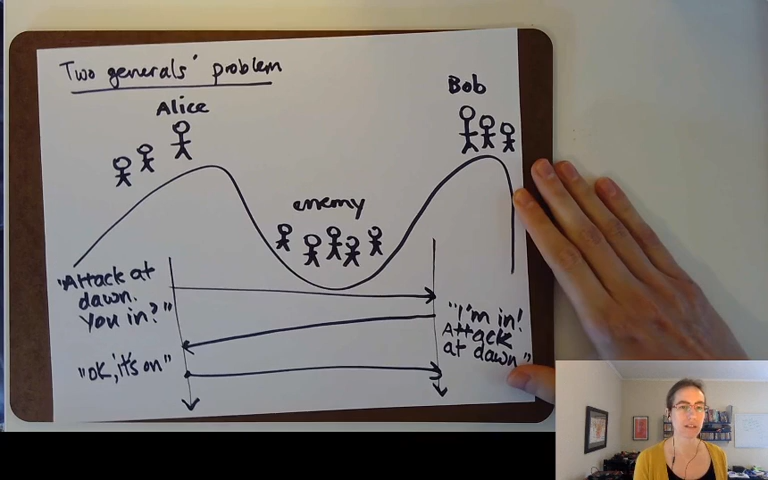 Two generals' problem
Alice
Bob
enemy
"Attack at
dawn.
You in?"
"I'm in!
Attack
at dawn"
"OK, it's on"